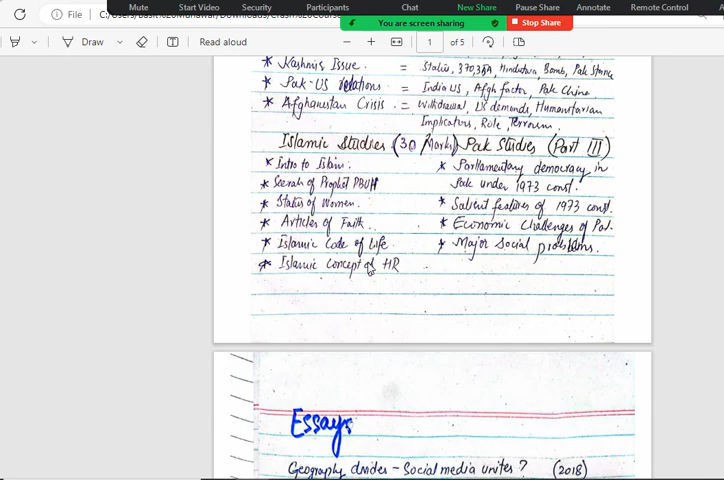 Mute Start Video Security Participants Chat New Share Pause Share Annotate Remote Control
You are screen sharing Stop Share
Draw Read aloud 1 of 5
* Kashmir Issue = Status, 370, 35A, Hindutva, Bomb, Pak Stance
* Pak-US relations = India US, Afgh factor, Pak China
* Afghanistan Crisis = Withdrawal, US demands, Humanitarian
Implications, Role, Terrorism
Islamic Studies (30 Marks) Pak Studies (Part III)
* Intro to Islam
* Seerah of Prophet PBUH
* Status of Women
* Articles of Faith
* Islamic Code of Life
* Islamic Concept of HR
* Parliamentary democracy in
Pak under 1973 const.
* Salient features of 1973 const.
* Economic Challenges of Pak
* Major Social problems.
Essays
Geography divides - Social media unites? (2018)